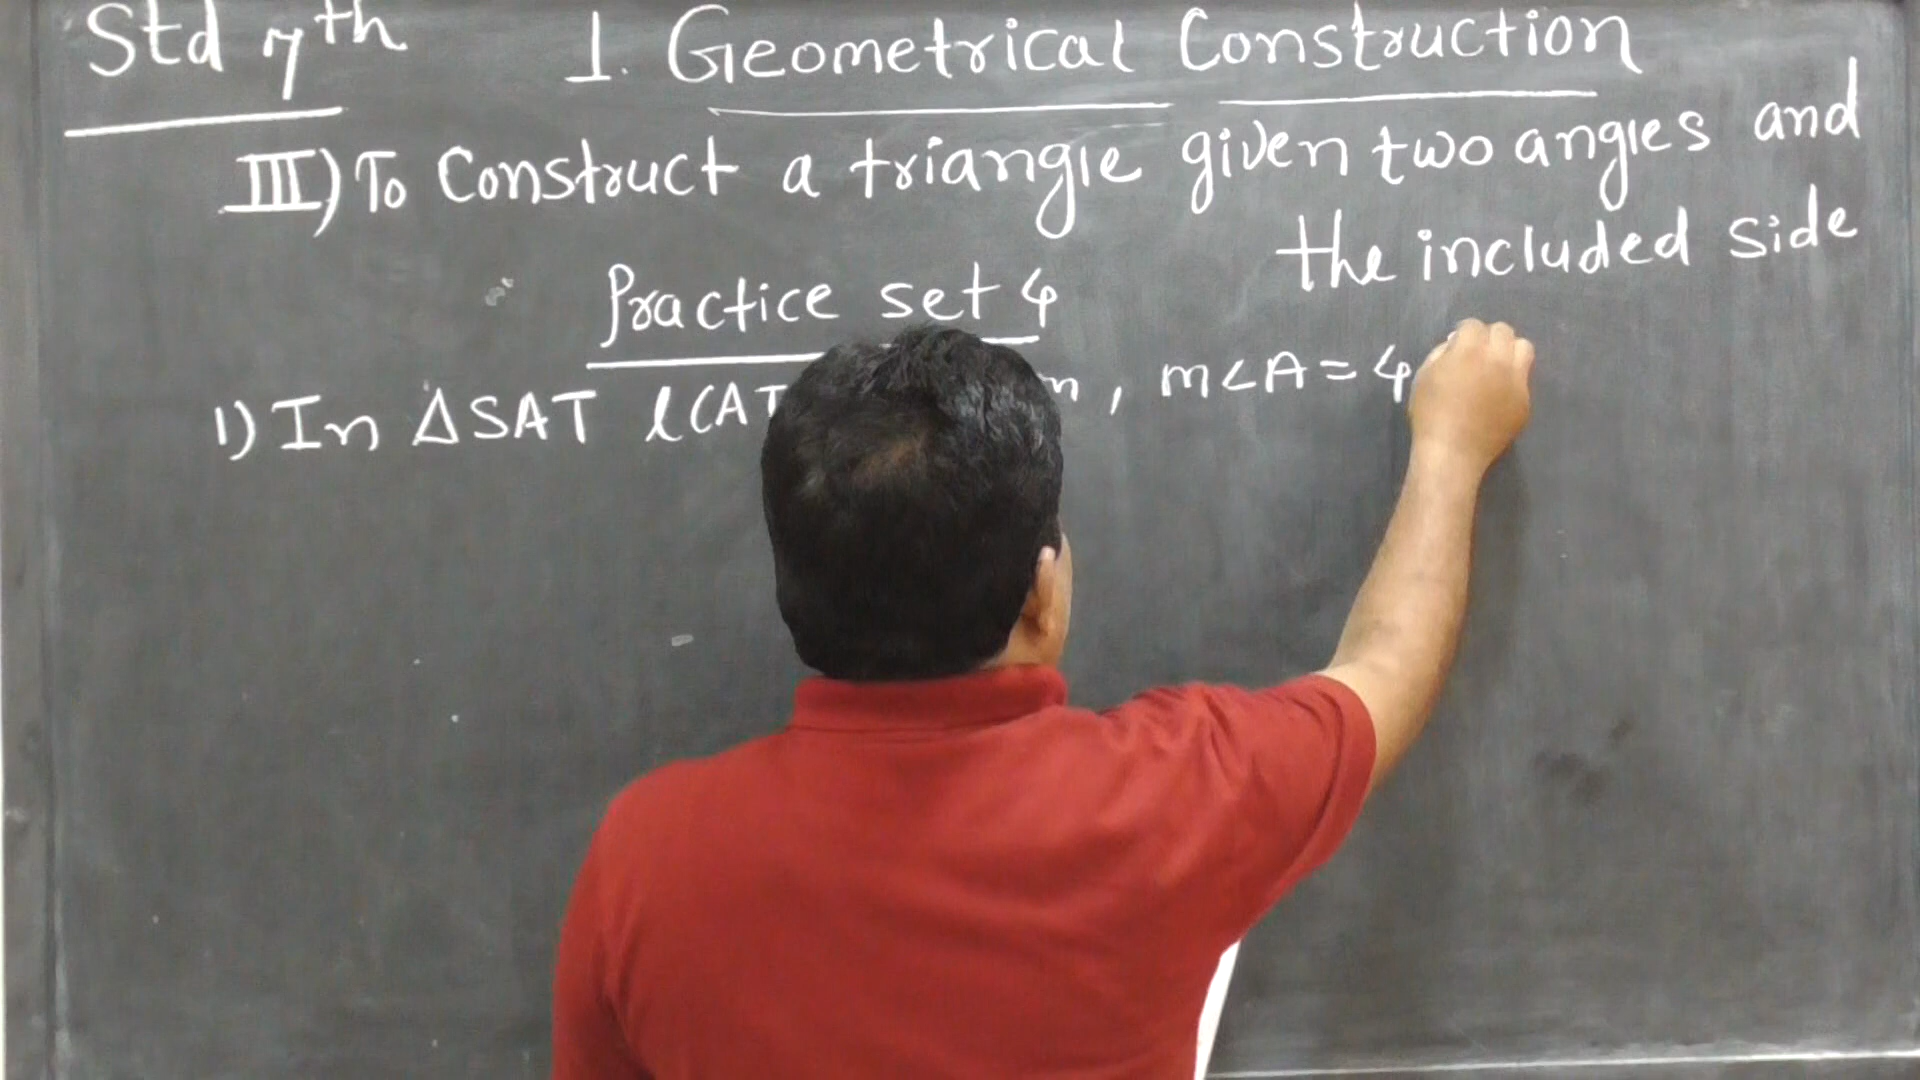 Std 7th 1. Geometrical Construction
III) To Construct a triangle given two angles and
the included side
Practice set 4
1) In △SAT l(AT m, m∠A = 4